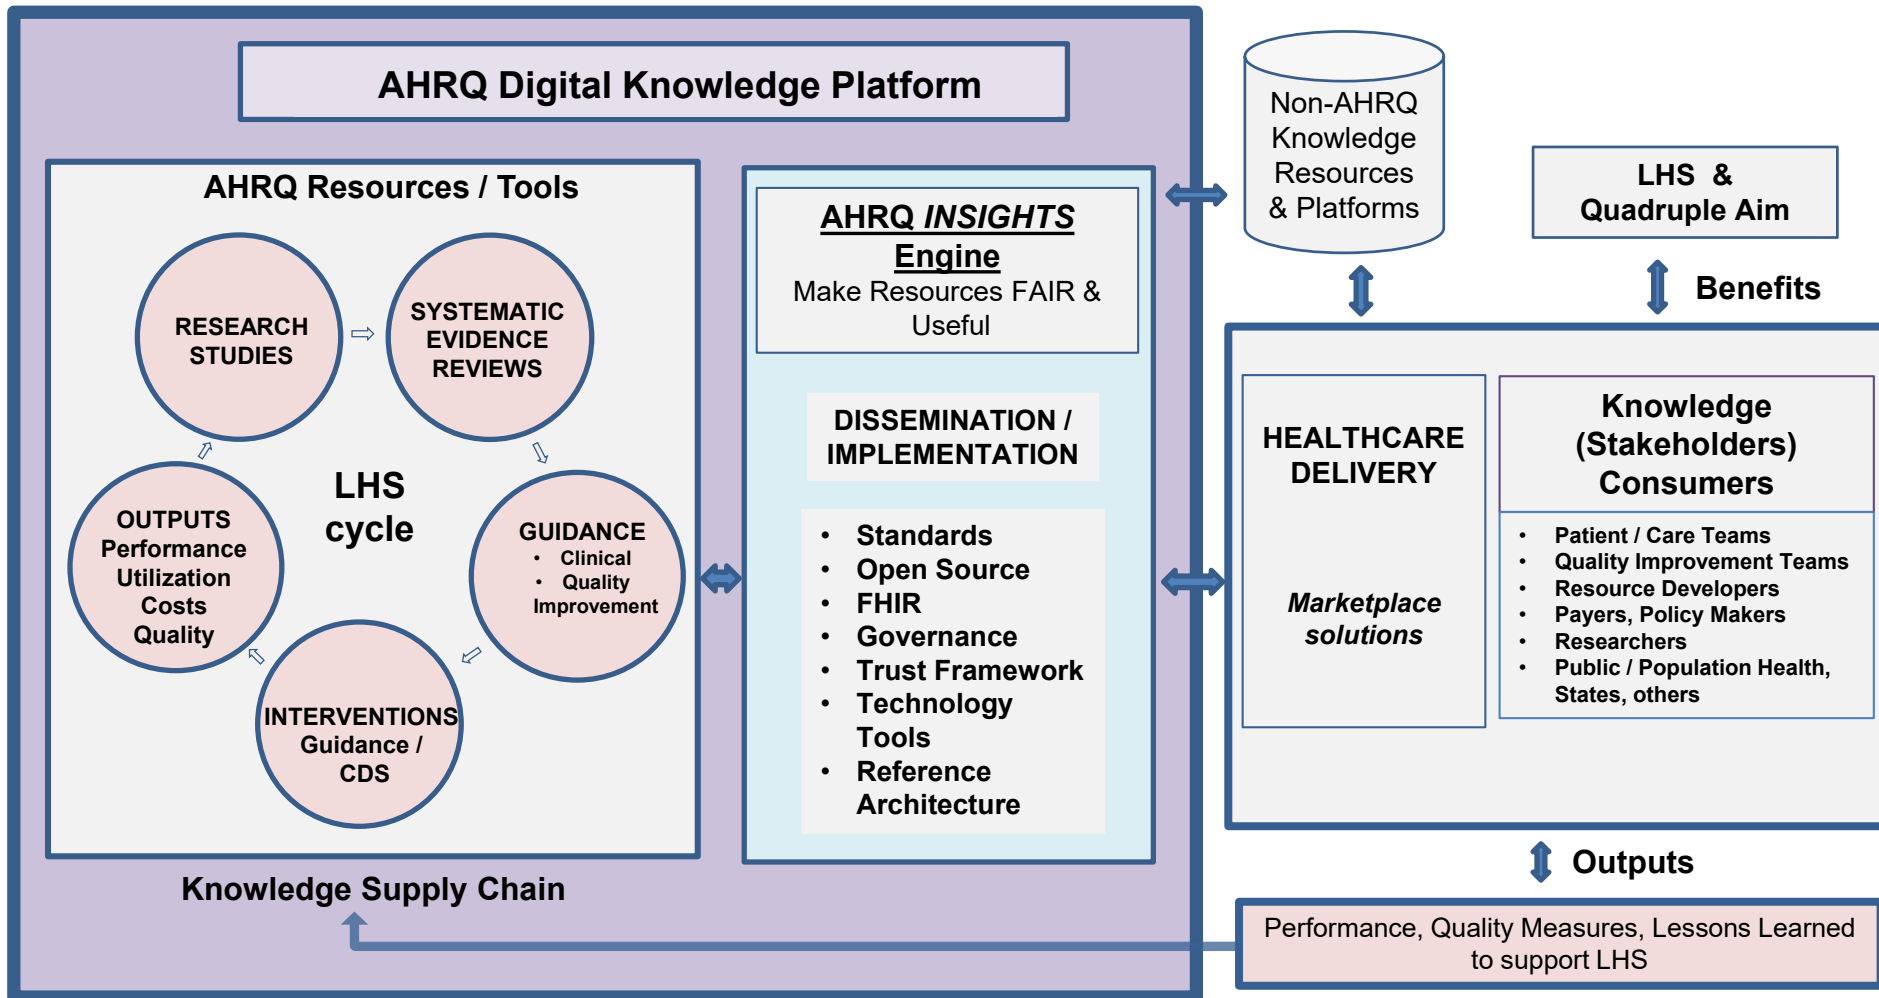 AHRQ Digital Knowledge Platform
AHRQ Resources / Tools
RESEARCH
STUDIES
SYSTEMATIC
EVIDENCE
REVIEWS
GUIDANCE
• Clinical
• Quality
Improvement
INTERVENTIONS
Guidance /
CDS
OUTPUTS
Performance
Utilization
Costs
Quality
LHS
cycle
Knowledge Supply Chain
AHRQ INSIGHTS
Engine
Make Resources FAIR &
Useful
DISSEMINATION /
IMPLEMENTATION
• Standards
• Open Source
• FHIR
• Governance
• Trust Framework
• Technology
Tools
• Reference
Architecture
Non-AHRQ
Knowledge
Resources
& Platforms
LHS &
Quadruple Aim
Benefits
HEALTHCARE
DELIVERY
Marketplace
solutions
Knowledge
(Stakeholders)
Consumers
• Patient / Care Teams
• Quality Improvement Teams
• Resource Developers
• Payers, Policy Makers
• Researchers
• Public / Population Health,
States, others
Outputs
Performance, Quality Measures, Lessons Learned
to support LHS